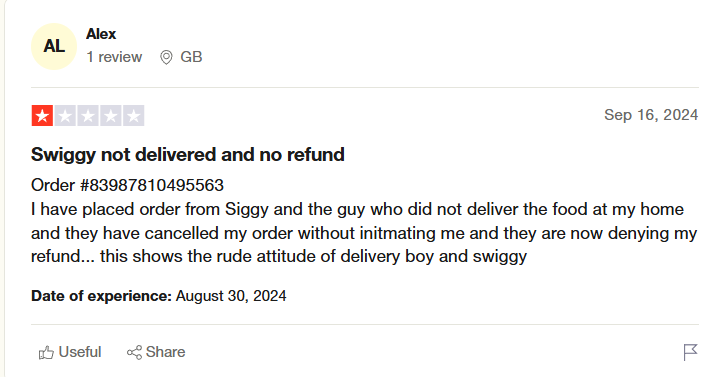 AL
Alex
1 review GB
Sep 16, 2024
Swiggy not delivered and no refund
Order #83987810495563
I have placed order from Siggy and the guy who did not deliver the food at my home
and they have cancelled my order without initmating me and they are now denying my
refund... this shows the rude attitude of delivery boy and swiggy
Date of experience: August 30, 2024
Useful Share